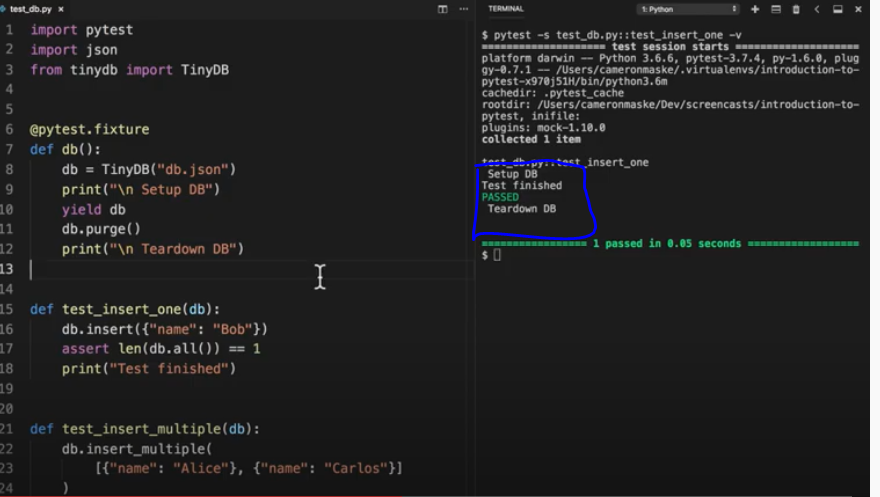 test_db.py ×
1 import pytest
2 import json
3 from tinydb import TinyDB
4
5
6 @pytest.fixture
7 def db():
8     db = TinyDB("db.json")
9     print("\n Setup DB")
10     yield db
11     db.purge()
12     print("\n Teardown DB")
13
14
15 def test_insert_one(db):
16     db.insert({"name": "Bob"})
17     assert len(db.all()) == 1
18     print("Test finished")
19
20
21 def test_insert_multiple(db):
22     db.insert_multiple(
23         [{"name": "Alice"}, {"name": "Carlos"}]
24     )
TERMINAL
1: Python
$ pytest -s test_db.py::test_insert_one -v
==================== test session starts =====================
platform darwin -- Python 3.6.6, pytest-3.7.4, py-1.6.0, plug
gy-0.7.1 -- /Users/cameronmaske/.virtualenvs/introduction-to-
pytest-x970j51H/bin/python3.6m
cachedir: .pytest_cache
rootdir: /Users/cameronmaske/Dev/screencasts/introduction-to-
pytest, inifile:
plugins: mock-1.10.0
collected 1 item
test_db.py::test_insert_one
 Setup DB
Test finished
PASSED
 Teardown DB
================= 1 passed in 0.05 seconds ==================
$